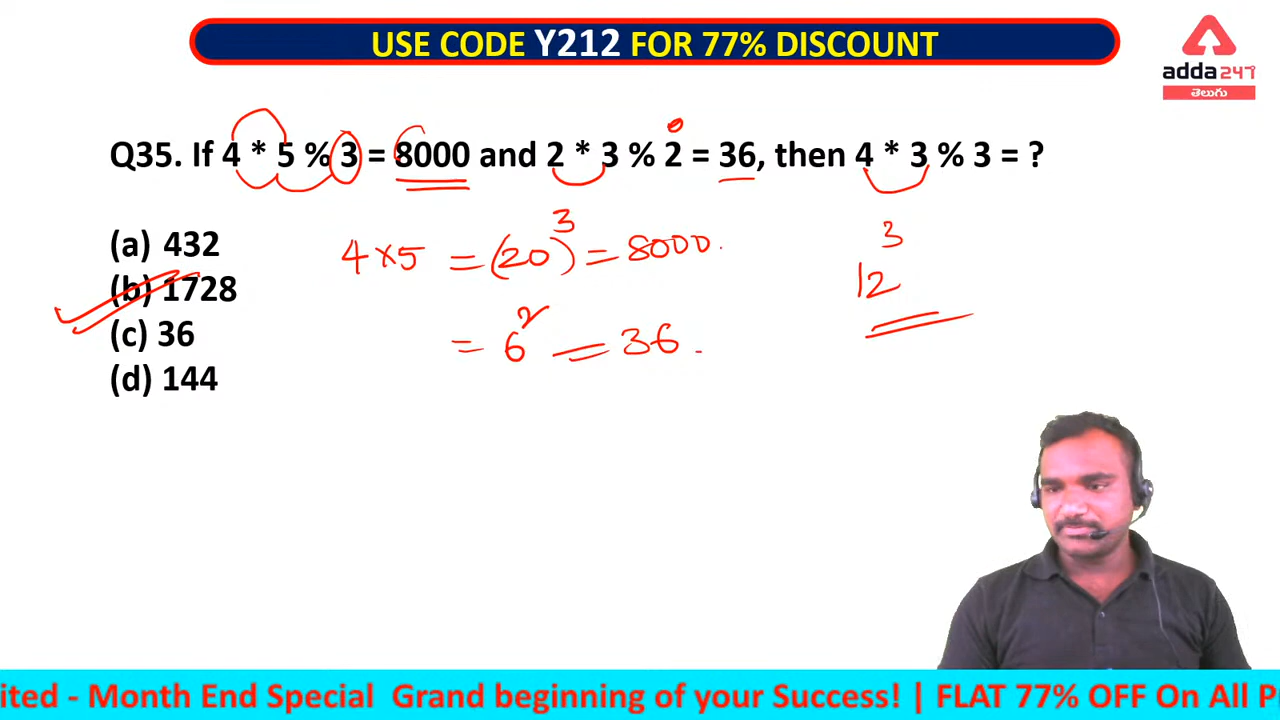 USE CODE Y212 FOR 77% DISCOUNT
adda247
తెలుగు
Q35. If 4 * 5 % 3 = 8000 and 2 * 3 % 2 = 36, then 4 * 3 % 3 = ?
(a) 432
(b) 1728
(c) 36
(d) 144
4 × 5 = (20)³ = 8000.
= 6² = 36.
12³
ited - Month End Special Grand beginning of your Success! | FLAT 77% OFF On All P